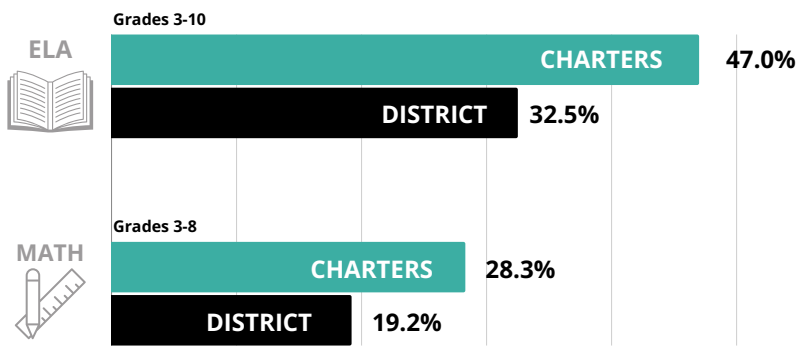 Grades 3-10
ELA
CHARTERS 47.0%
DISTRICT 32.5%
Grades 3-8
MATH
CHARTERS 28.3%
DISTRICT 19.2%